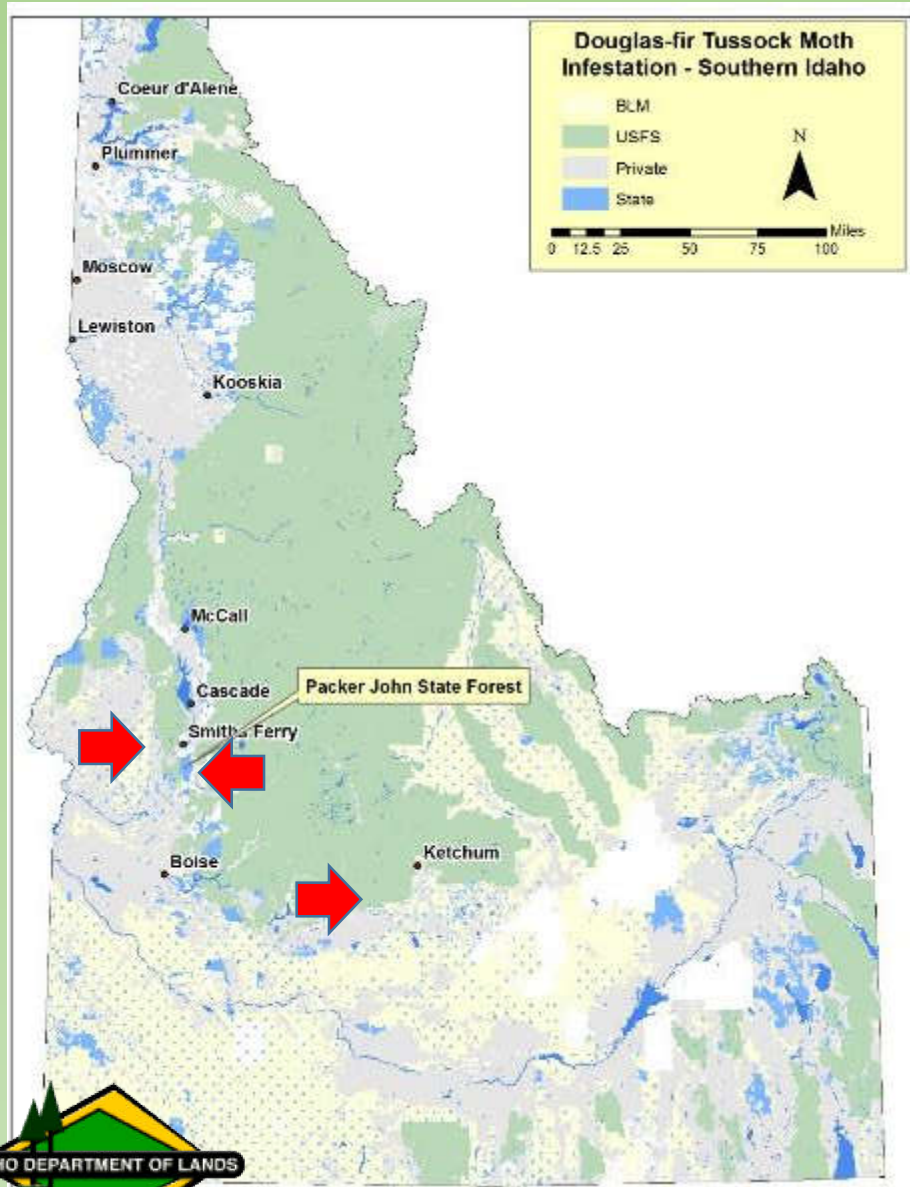 Douglas-fir Tussock Moth
Infestation - Southern Idaho
BLM
USFS
Private
State
N
Miles
0 12.5 25 50 75 100
Coeur d'Alene
Plummer
Moscow
Lewiston
Kooskia
McCall
Cascade
Packer John State Forest
Smiths Ferry
Boise
Ketchum
HO DEPARTMENT OF LANDS